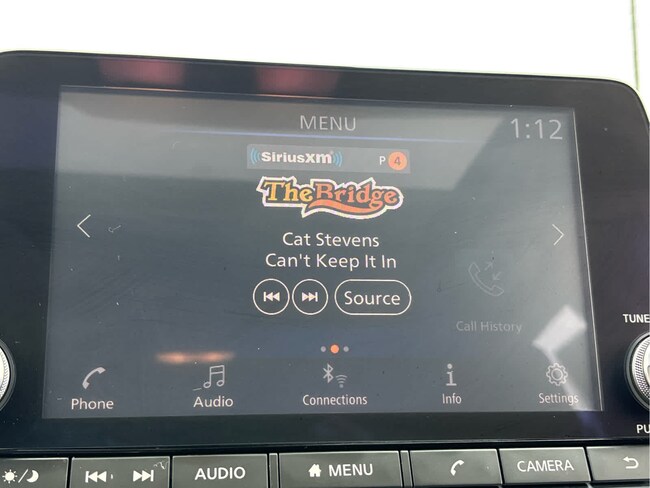 MENU
1:12
SiriusXM
P 4
The Bridge
Cat Stevens
Can't Keep It In
Source
Call History
Phone
Audio
Connections
Info
Settings
TUNE
PU
AUDIO
MENU
CAMERA